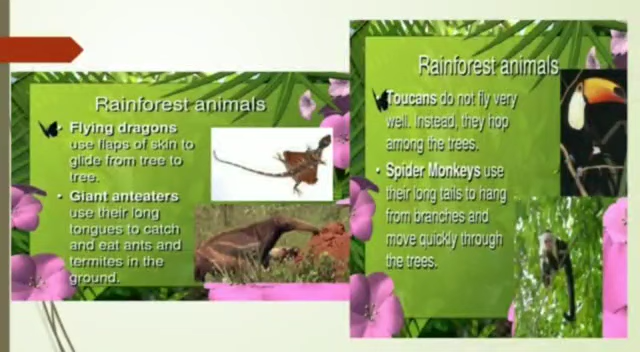 Rainforest animals
Flying dragons
use flaps of skin to
glide from tree to
tree.
Giant anteaters
use their long
tongues to catch
and eat ants and
termites in the
ground.
Rainforest animals
Toucans do not fly very
well. Instead, they hop
among the trees.
Spider Monkeys use
their long tails to hang
from branches and
move quickly through
the trees.